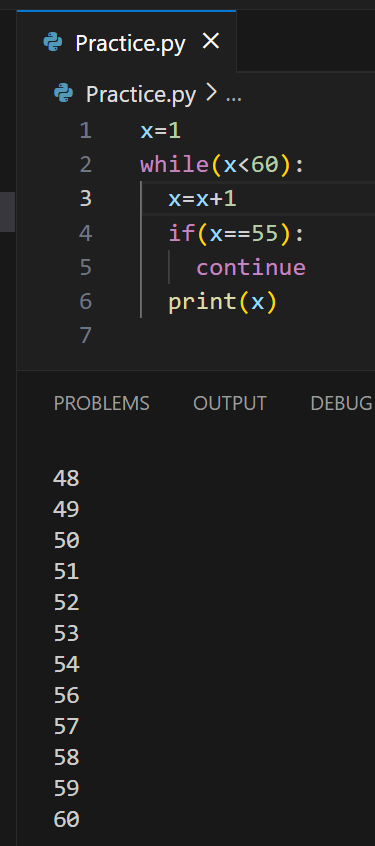 Practice.py ×
Practice.py > ...
1 x=1
2 while(x<60):
3   x=x+1
4   if(x==55):
5     continue
6   print(x)
7
PROBLEMS OUTPUT DEBUG
48
49
50
51
52
53
54
56
57
58
59
60